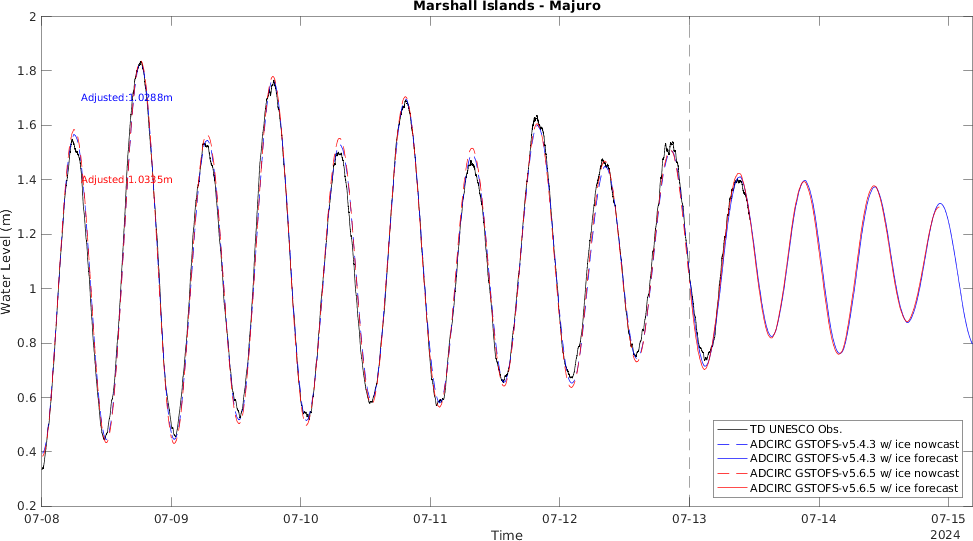 Marshall Islands - Majuro
Water Level (m)
2
1.8
1.6
1.4
1.2
1
0.8
0.6
0.4
0.2
Adjusted:1.0288m
Adjusted:1.0335m
TD UNESCO Obs.
ADCIRC GSTOFS-v5.4.3 w/ ice nowcast
ADCIRC GSTOFS-v5.4.3 w/ ice forecast
ADCIRC GSTOFS-v5.6.5 w/ ice nowcast
ADCIRC GSTOFS-v5.6.5 w/ ice forecast
07-08 07-09 07-10 07-11 07-12 07-13 07-14 07-15
2024
Time